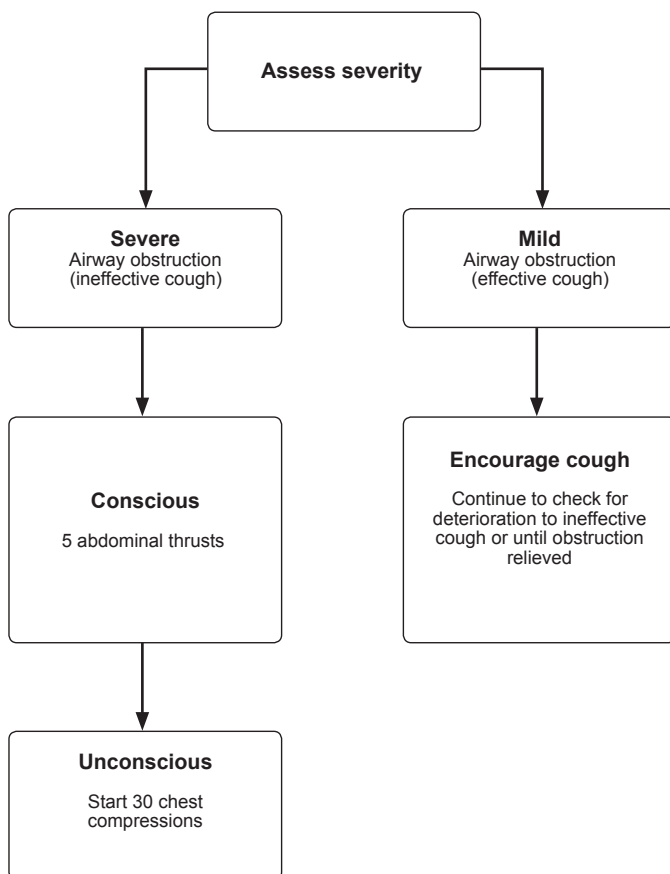 Assess severity
Severe
Airway obstruction
(ineffective cough)
Mild
Airway obstruction
(effective cough)
Conscious
5 abdominal thrusts
Encourage cough
Continue to check for
deterioration to ineffective
cough or until obstruction
relieved
Unconscious
Start 30 chest
compressions